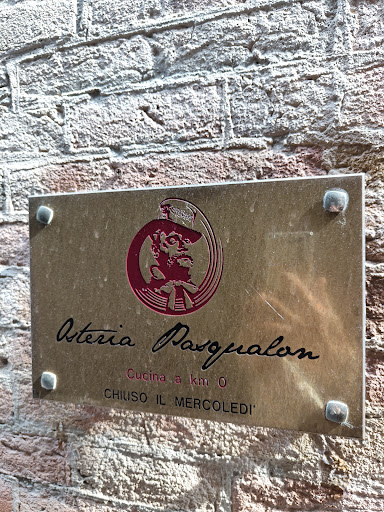 Osteria Pasqualon
Cucina a km 0
CHIUSO IL MERCOLEDI'